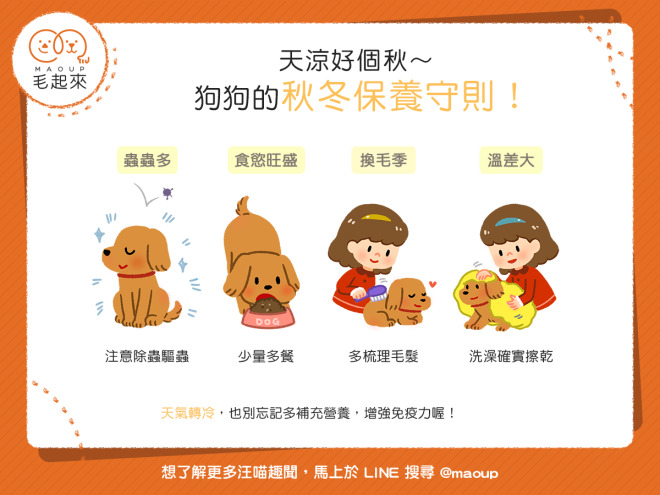 MAOUP
毛起來
天涼好個秋～
狗狗的秋冬保養守則！
蟲蟲多
食慾旺盛
換毛季
溫差大
DOG
注意除蟲驅蟲
少量多餐
多梳理毛髮
洗澡確實擦乾
天氣轉冷，也別忘記多補充營養，增強免疫力喔！
想了解更多汪喵趣聞，馬上於 LINE 搜尋 @maoup